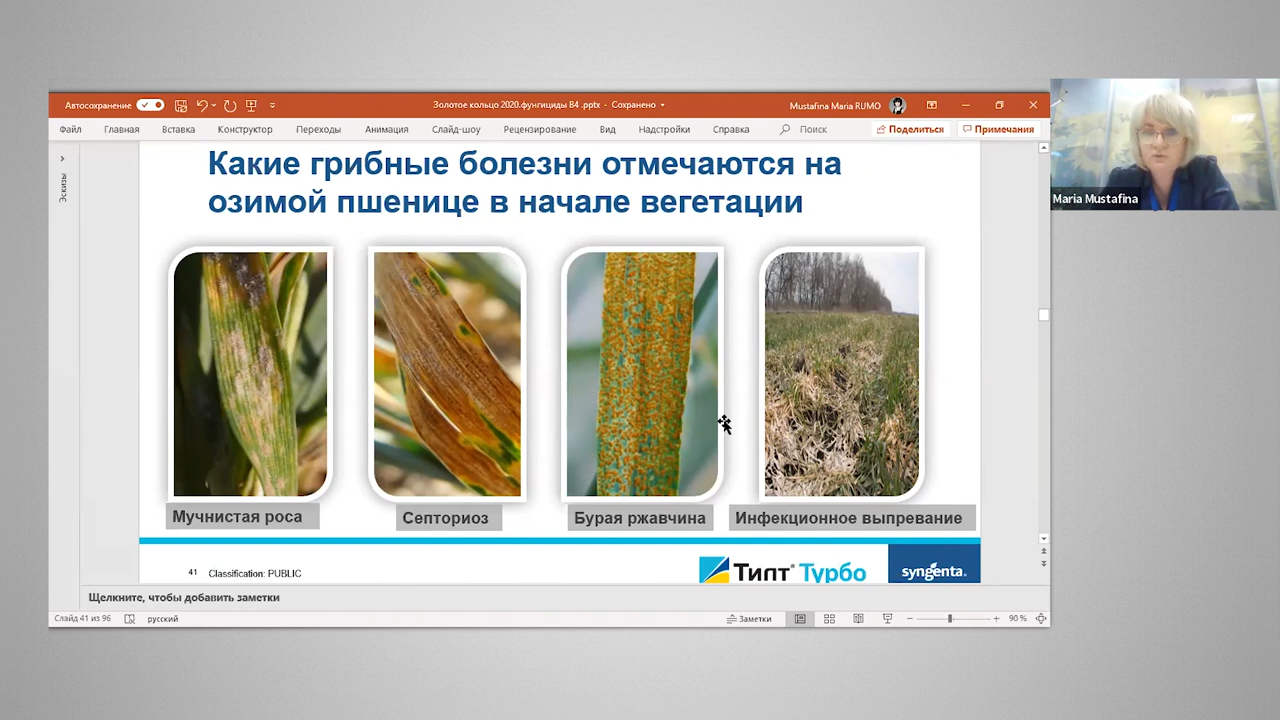 Автосохранение
Золотое кольцо 2020.фунгициды В4 .pptx - Сохранено
Mustafina Maria RUMO
Файл Главная Вставка Конструктор Переходы Анимация Слайд-шоу Рецензирование Вид Надстройки Справка Поиск Поделиться Примечания
Эскизы
Какие грибные болезни отмечаются на
озимой пшенице в начале вегетации
Maria Mustafina
Мучнистая роса
Септориоз
Бурая ржавчина
Инфекционное выпревание
41 Classification: PUBLIC
Тилт® Турбо
syngenta.
Щелкните, чтобы добавить заметки
Слайд 41 из 96 русский Заметки 90 %